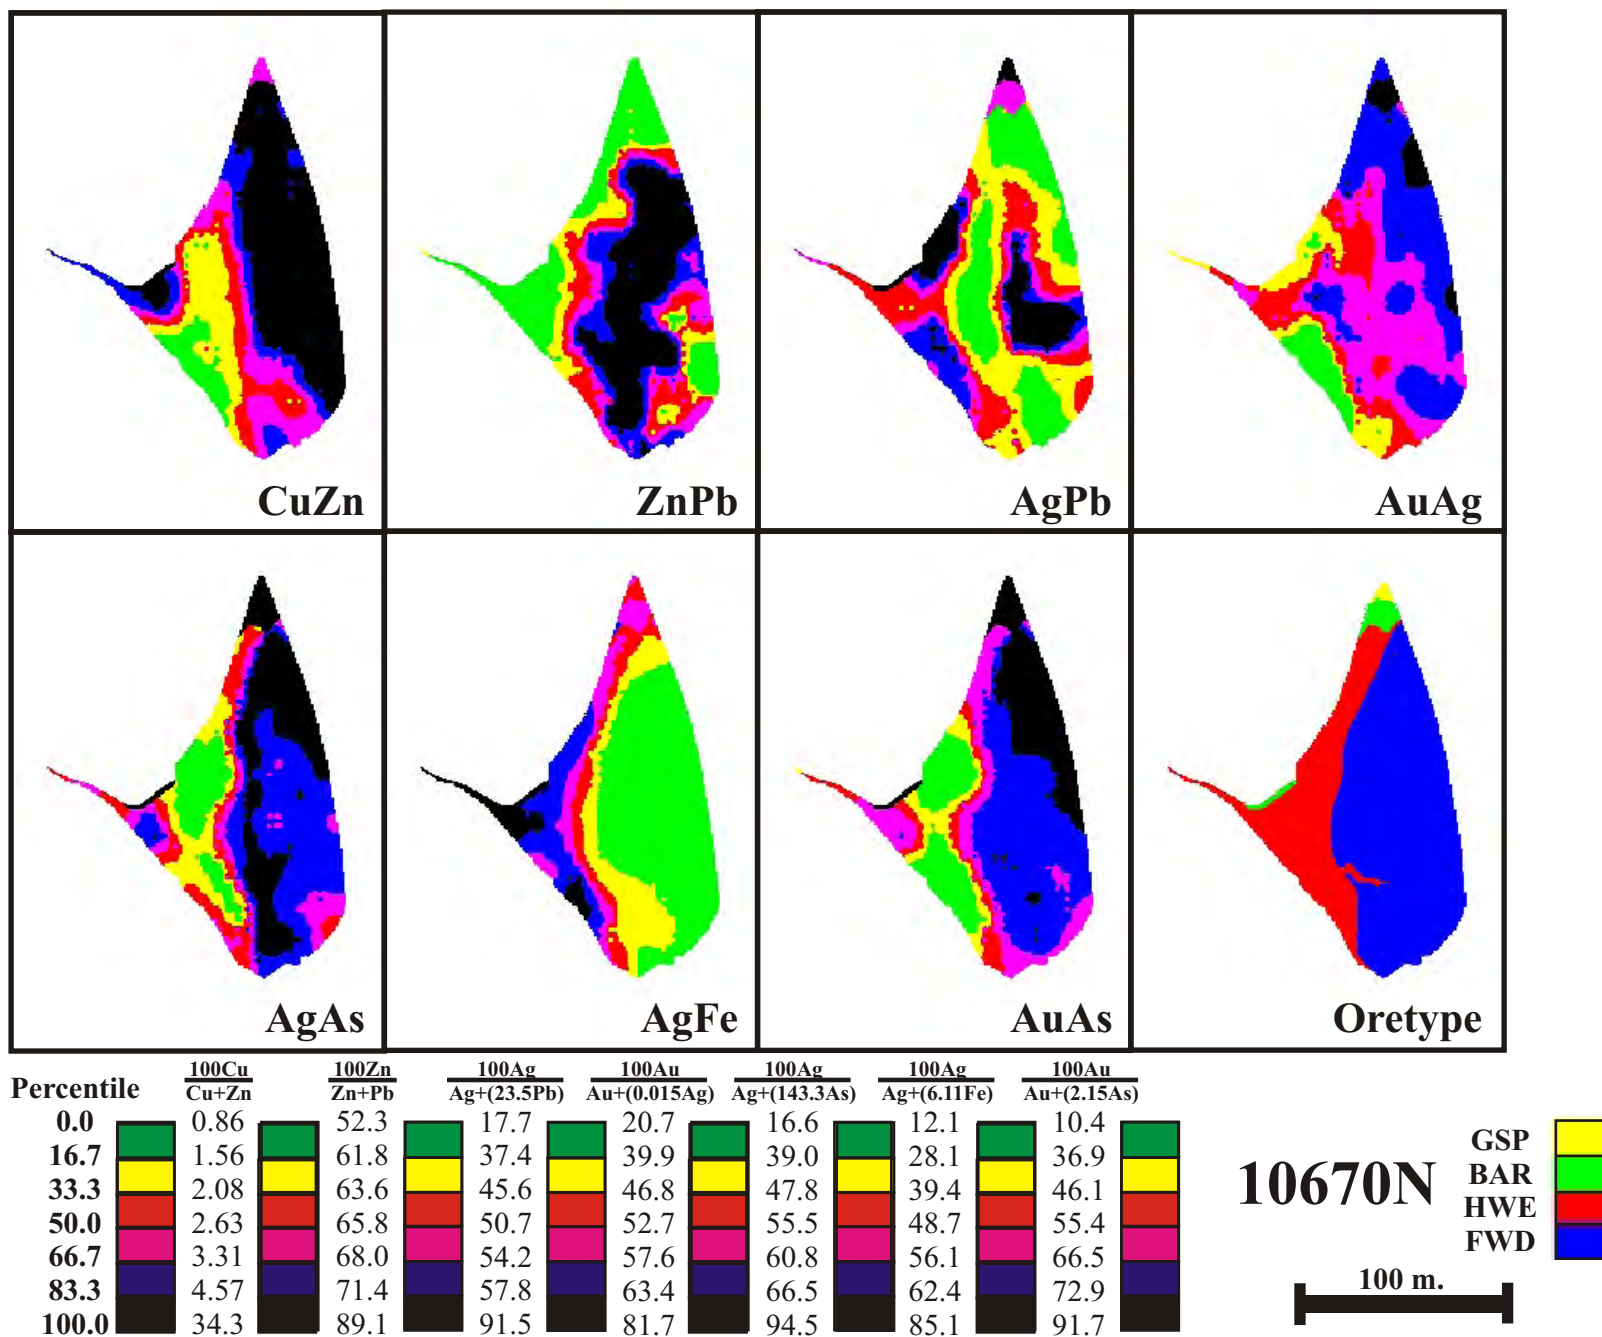 CuZn ZnPb AgPb AuAg
AgAs AgFe AuAs Oretype
Percentile 100Cu 100Zn 100Ag 100Au 100Ag 100Ag 100Au
Cu+Zn Zn+Pb Ag+(23.5Pb) Au+(0.015Ag) Ag+(143.3As) Ag+(6.11Fe) Au+(2.15As)
0.0 0.86 52.3 17.7 20.7 16.6 12.1 10.4
16.7 1.56 61.8 37.4 39.9 39.0 28.1 36.9
33.3 2.08 63.6 45.6 46.8 47.8 39.4 46.1
50.0 2.63 65.8 50.7 52.7 55.5 48.7 55.4
66.7 3.31 68.0 54.2 57.6 60.8 56.1 66.5
83.3 4.57 71.4 57.8 63.4 66.5 62.4 72.9
100.0 34.3 89.1 91.5 81.7 94.5 85.1 91.7
10670N
GSP
BAR
HWE
FWD
100 m.